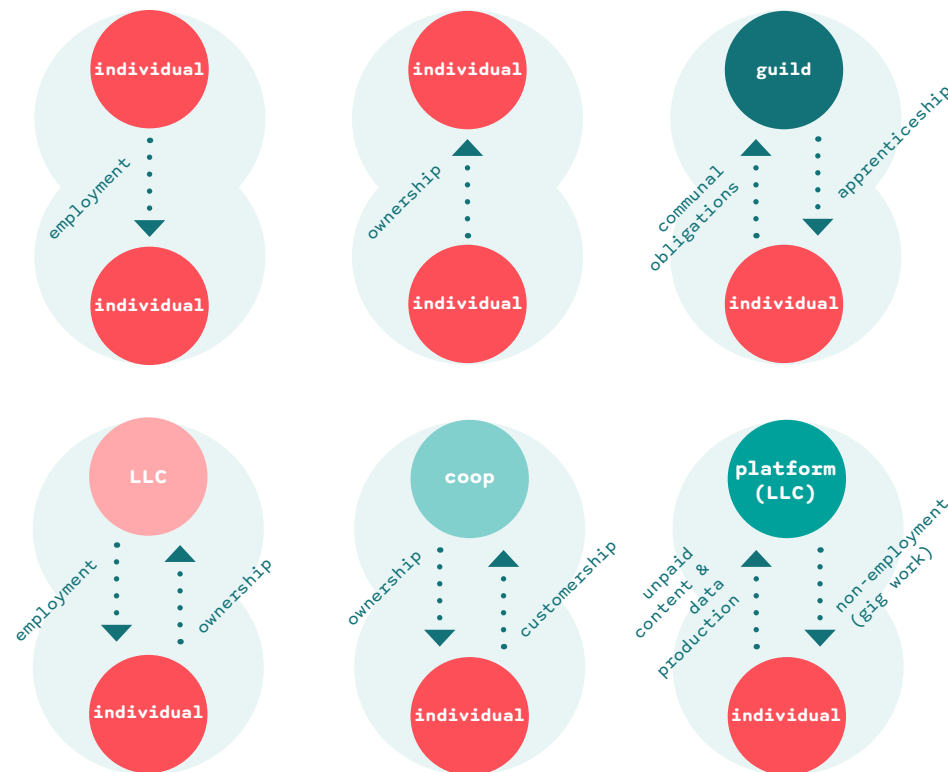 individual
employment
individual
individual
ownership
individual
guild
communal
obligations
apprenticeship
individual
LLC
employment
ownership
individual
coop
ownership
customership
individual
platform
(LLC)
unpaid
content &
data
production
non-employment
(gig work)
individual